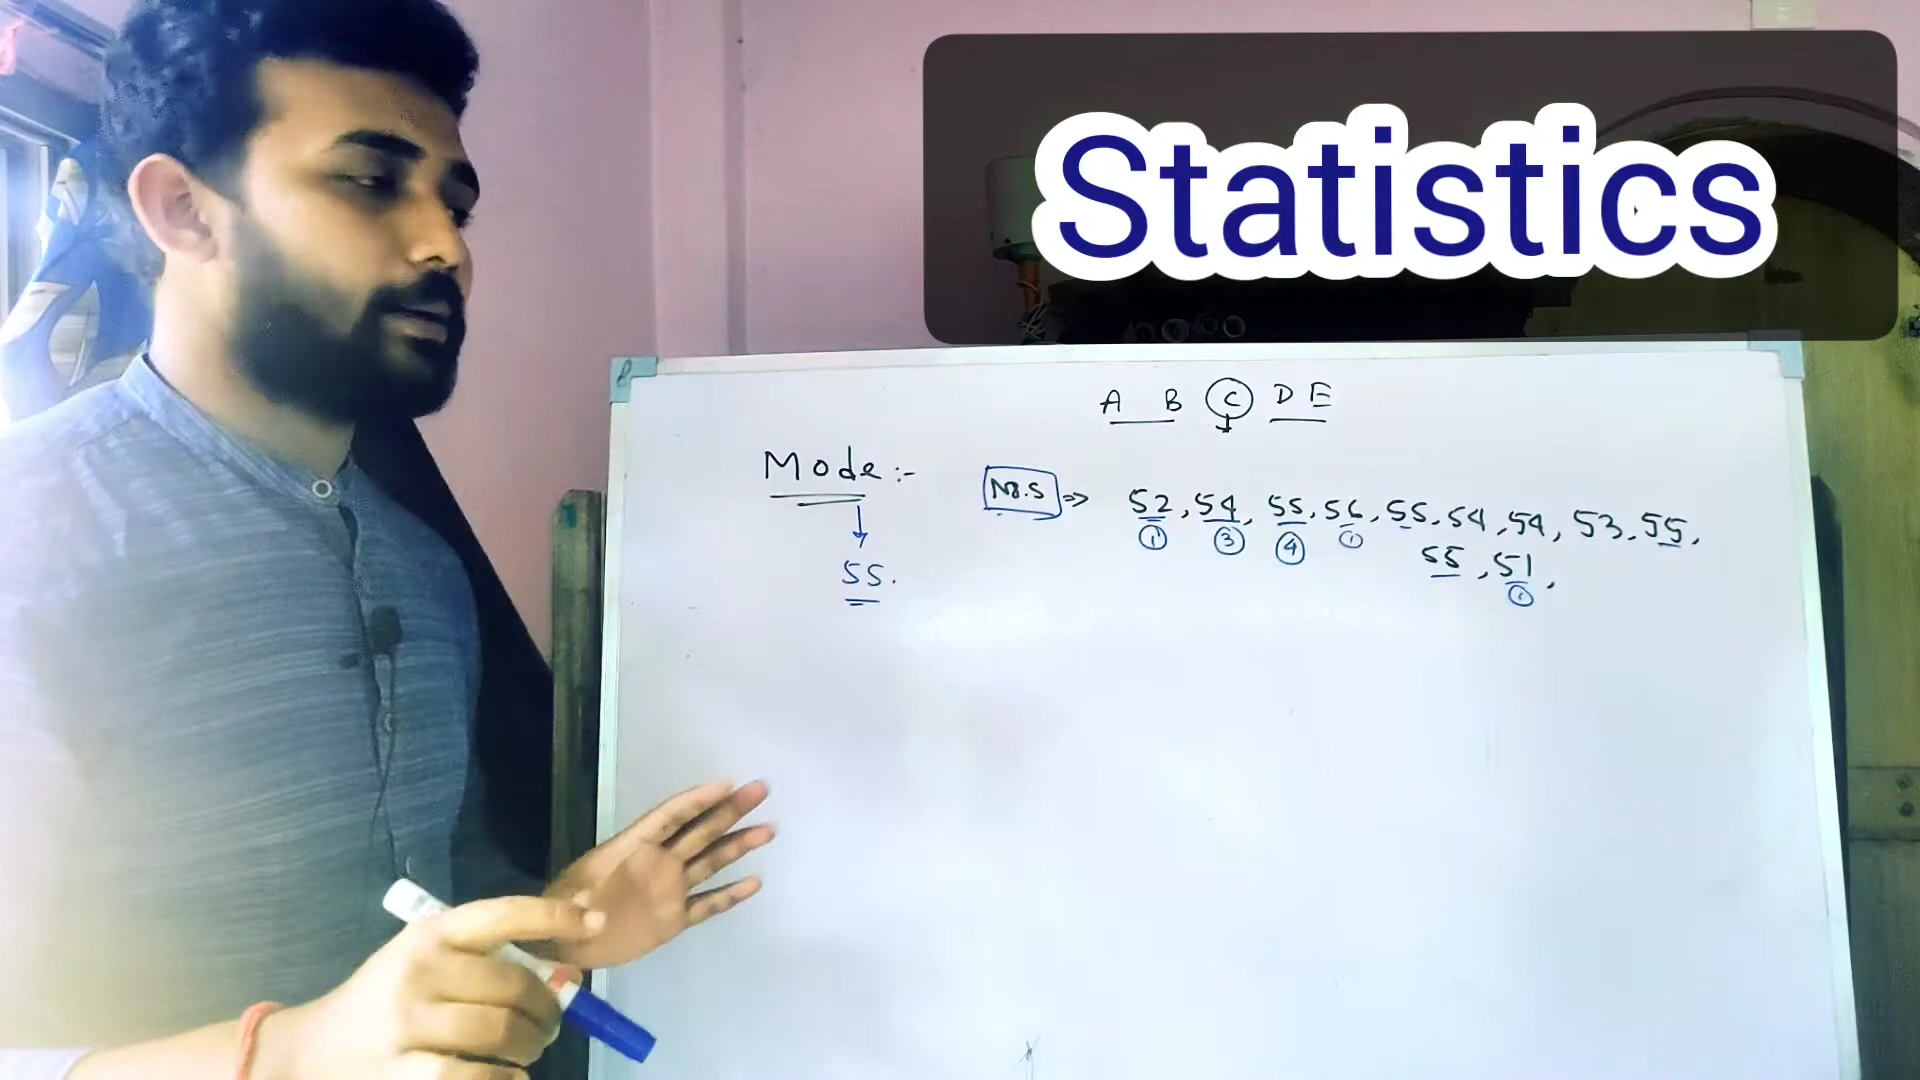 Statistics
A B C D E
Mode :-
No.s ⇒ 52, 54, 55, 56, 55, 54, 54, 53, 55,
1 3 4 1
55, 51,
1
55.